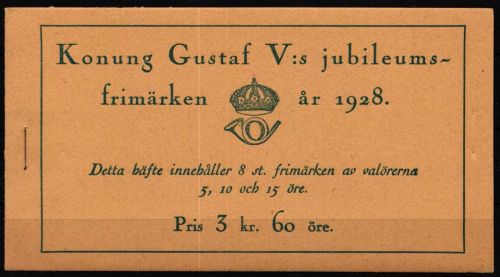 Konung Gustaf V:s jubileums-
frimärken år 1928.
Detta häfte innehåller 8 st. frimärken av valörerna
5, 10 och 15 öre.
Pris 3 kr. 60 öre.